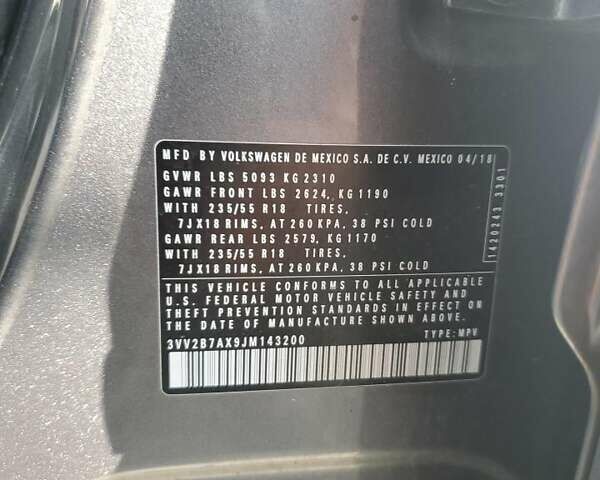 MFD BY VOLKSWAGEN DE MEXICO S.A. DE C.V. MEXICO 04/18
GVWR LBS 5093 KG 2310
GAWR FRONT LBS 2624, KG 1190
WITH 235/55 R18 TIRES,
7JX18 RIMS, AT 260 KPA, 38 PSI COLD
GAWR REAR LBS 2579, KG 1170
WITH 235/55 R18 TIRES,
7JX18 RIMS, AT 260 KPA, 38 PSI COLD
1420243 3301
THIS VEHICLE CONFORMS TO ALL APPLICABLE
U.S. FEDERAL MOTOR VEHICLE SAFETY AND
THEFT PREVENTION STANDARDS IN EFFECT ON
THE DATE OF MANUFACTURE SHOWN ABOVE.
3VV2B7AX9JM143200 TYPE: MPV